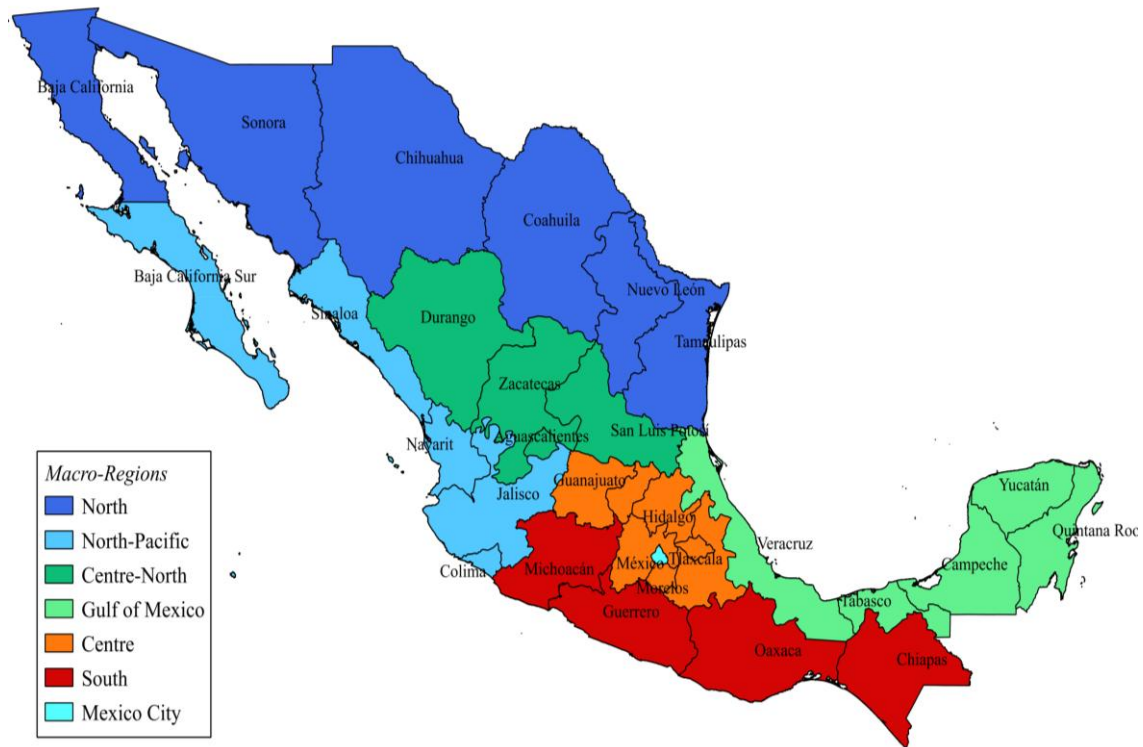 Baja California
Sonora
Chihuahua
Coahuila
Nuevo León
Tamaulipas
Baja California Sur
Sinaloa
Durango
Zacatecas
San Luis Potosí
Aguascalientes
Nayarit
Jalisco
Guanajuato
Hidalgo
Colima
Michoacán
México
Tlaxcala
Morelos
Guerrero
Veracruz
Yucatán
Quintana Roo
Campeche
Tabasco
Oaxaca
Chiapas
Macro-Regions
North
North-Pacific
Centre-North
Gulf of Mexico
Centre
South
Mexico City